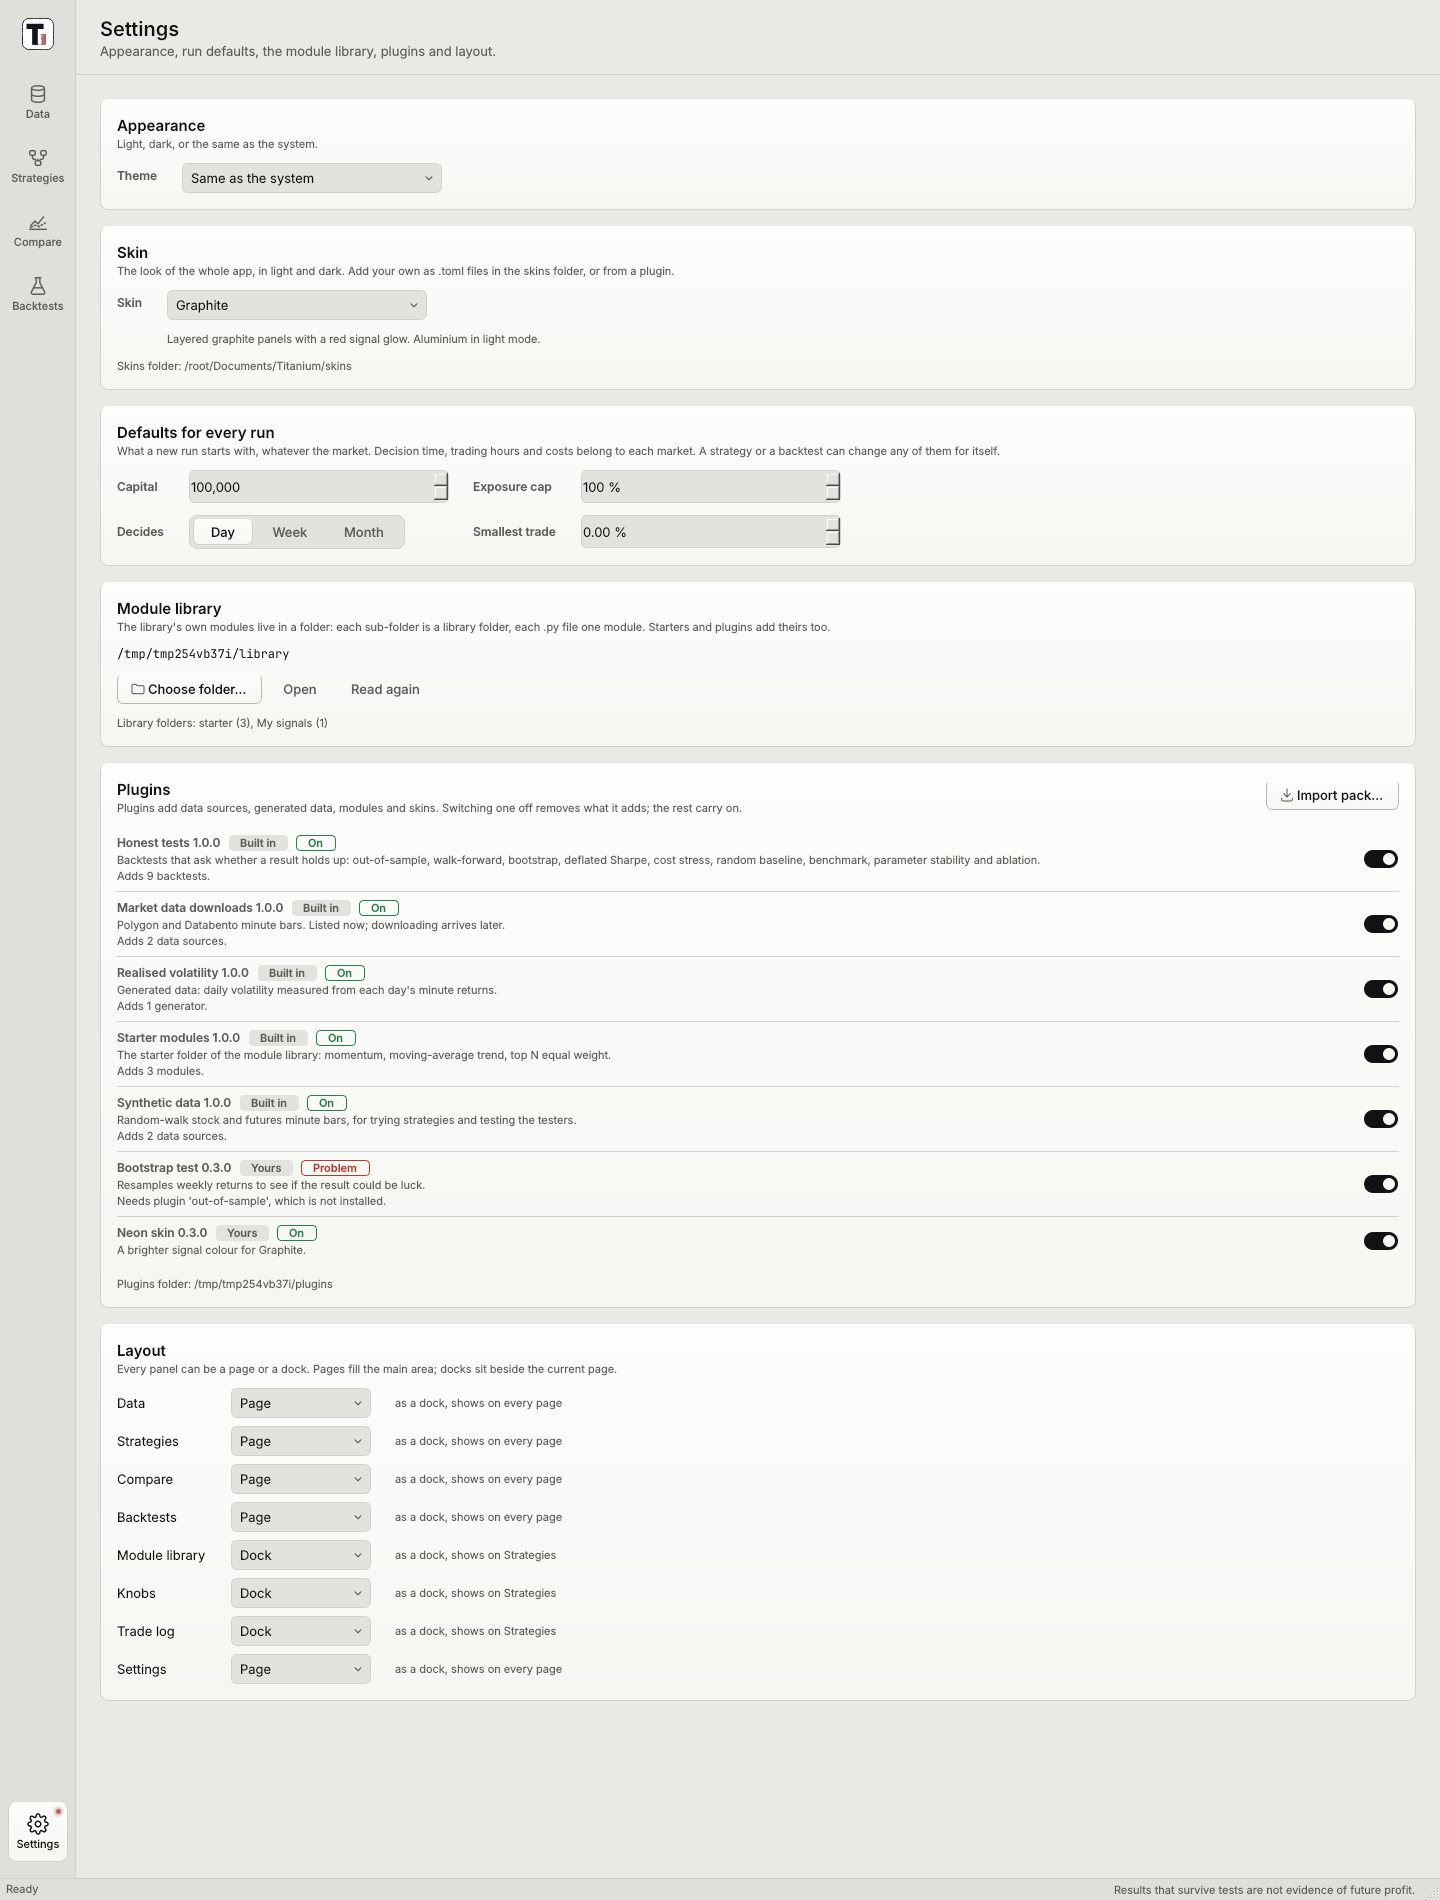 Ti
Settings
Appearance, run defaults, the module library, plugins and layout.
Data
Strategies
Compare
Backtests
Appearance
Light, dark, or the same as the system.
Theme Same as the system
Skin
The look of the whole app, in light and dark. Add your own as .toml files in the skins folder, or from a plugin.
Skin Graphite
Layered graphite panels with a red signal glow. Aluminium in light mode.
Skins folder: /root/Documents/Titanium/skins
Defaults for every run
What a new run starts with, whatever the market. Decision time, trading hours and costs belong to each market. A strategy or a backtest can change any of them for itself.
Capital 100,000 Exposure cap 100 %
Decides Day Week Month Smallest trade 0.00 %
Module library
The library's own modules live in a folder: each sub-folder is a library folder, each .py file one module. Starters and plugins add theirs too.
/tmp/tmp254vb37i/library
Choose folder... Open Read again
Library folders: starter (3), My signals (1)
Plugins
Plugins add data sources, generated data, modules and skins. Switching one off removes what it adds; the rest carry on.
Import pack...
Honest tests 1.0.0 Built in On
Backtests that ask whether a result holds up: out-of-sample, walk-forward, bootstrap, deflated Sharpe, cost stress, random baseline, benchmark, parameter stability and ablation.
Adds 9 backtests.
Market data downloads 1.0.0 Built in On
Polygon and Databento minute bars. Listed now; downloading arrives later.
Adds 2 data sources.
Realised volatility 1.0.0 Built in On
Generated data: daily volatility measured from each day's minute returns.
Adds 1 generator.
Starter modules 1.0.0 Built in On
The starter folder of the module library: momentum, moving-average trend, top N equal weight.
Adds 3 modules.
Synthetic data 1.0.0 Built in On
Random-walk stock and futures minute bars, for trying strategies and testing the testers.
Adds 2 data sources.
Bootstrap test 0.3.0 Yours Problem
Resamples weekly returns to see if the result could be luck.
Needs plugin 'out-of-sample', which is not installed.
Neon skin 0.3.0 Yours On
A brighter signal colour for Graphite.
Plugins folder: /tmp/tmp254vb37i/plugins
Layout
Every panel can be a page or a dock. Pages fill the main area; docks sit beside the current page.
Data Page as a dock, shows on every page
Strategies Page as a dock, shows on every page
Compare Page as a dock, shows on every page
Backtests Page as a dock, shows on every page
Module library Dock as a dock, shows on Strategies
Knobs Dock as a dock, shows on Strategies
Trade log Dock as a dock, shows on Strategies
Settings Page as a dock, shows on every page
Settings
Ready
Results that survive tests are not evidence of future profit.